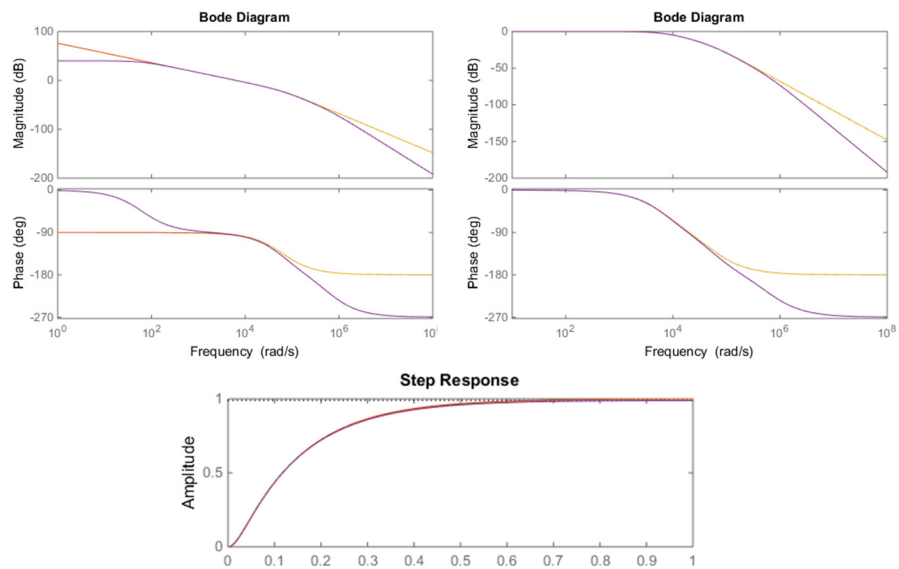 Bode Diagram
100
0
-100
-200
Magnitude (dB)
0
-90
-180
-270
Phase (deg)
10^0
10^2
10^4
10^6
Frequency (rad/s)
Bode Diagram
0
-50
-100
-150
-200
Magnitude (dB)
0
-90
-180
-270
Phase (deg)
10^2
10^4
10^6
10^8
Frequency (rad/s)
Step Response
1
0.5
0
Amplitude
0 0.1 0.2 0.3 0.4 0.5 0.6 0.7 0.8 0.9 1